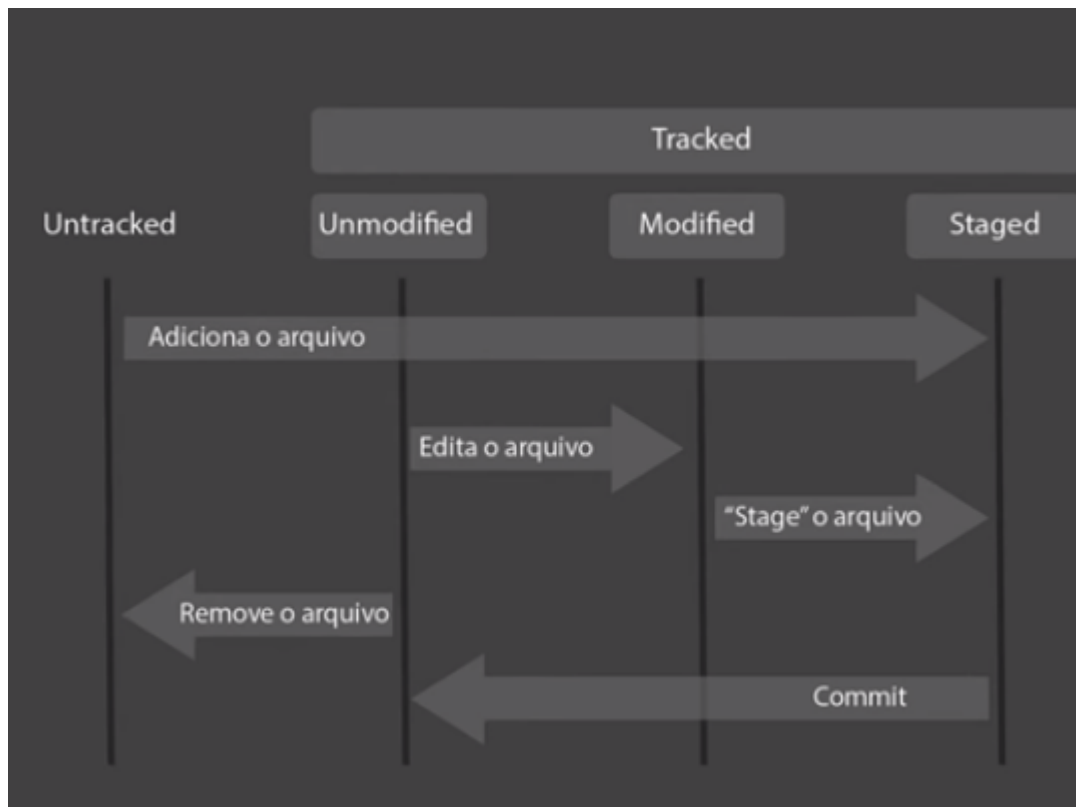 Tracked
Untracked
Unmodified
Modified
Staged
Adiciona o arquivo
Edita o arquivo
“Stage” o arquivo
Remove o arquivo
Commit